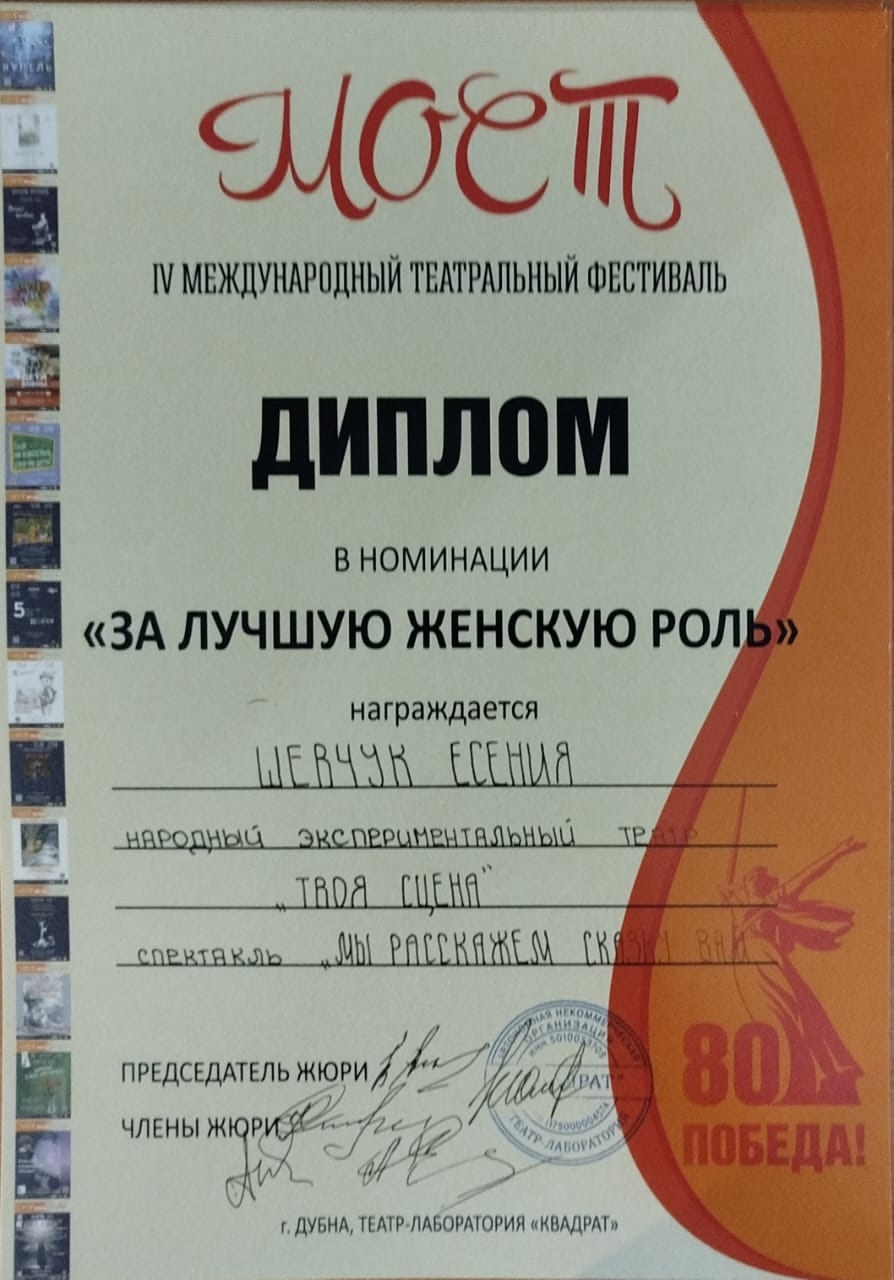 МОСТ
IV МЕЖДУНАРОДНЫЙ ТЕАТРАЛЬНЫЙ ФЕСТИВАЛЬ
ДИПЛОМ
В НОМИНАЦИИ
«ЗА ЛУЧШУЮ ЖЕНСКУЮ РОЛЬ»
награждается
ШЕВЧУК ЕСЕНИЯ
НАРОДНЫЙ ЭКСПЕРИМЕНТАЛЬНЫЙ ТЕАТР
„ТВОЯ СЦЕНА"
СПЕКТАКЛЬ „МЫ РАССКАЖЕМ СКАЗКУ ВАМ"
ПРЕДСЕДАТЕЛЬ ЖЮРИ
ЧЛЕНЫ ЖЮРИ
ТЕАТР-ЛАБОРАТОРИЯ
80
ПОБЕДА!
г. ДУБНА, ТЕАТР-ЛАБОРАТОРИЯ «КВАДРАТ»